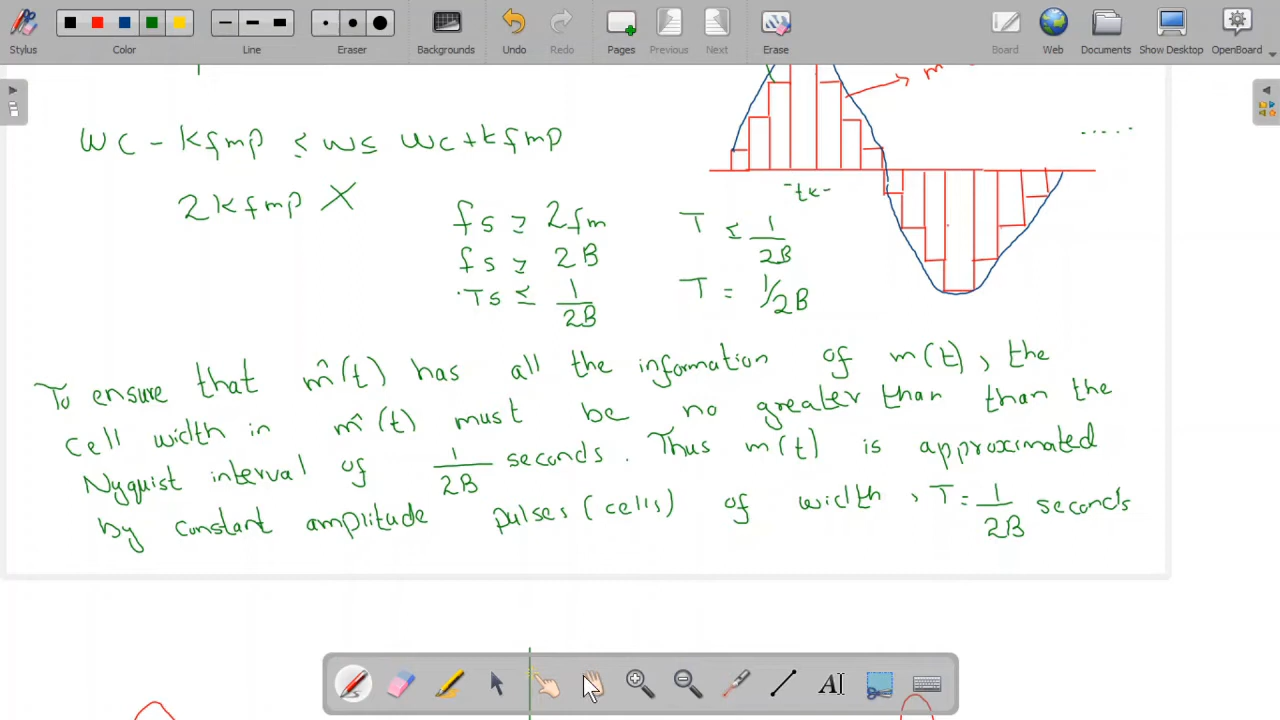 Stylus
Color
Line
Eraser
Backgrounds
Undo
Redo
Pages
Previous
Next
Erase
Board
Web
Documents
Show Desktop
OpenBoard
m
.....
wc - kfmp ≤ w ≤ wc + kfmp
tk
2kfmp X
fs ≥ 2fm
T ≤ 1/2B
fs ≥ 2B
Ts ≤ 1/2B
T = 1/2B
To ensure that m̂(t) has all the information of m(t), the
cell width in m̂(t) must be no greater than than the
Nyquist interval of 1/2B seconds. Thus m(t) is approximated
by constant amplitude pulses (cells) of width, T = 1/2B seconds